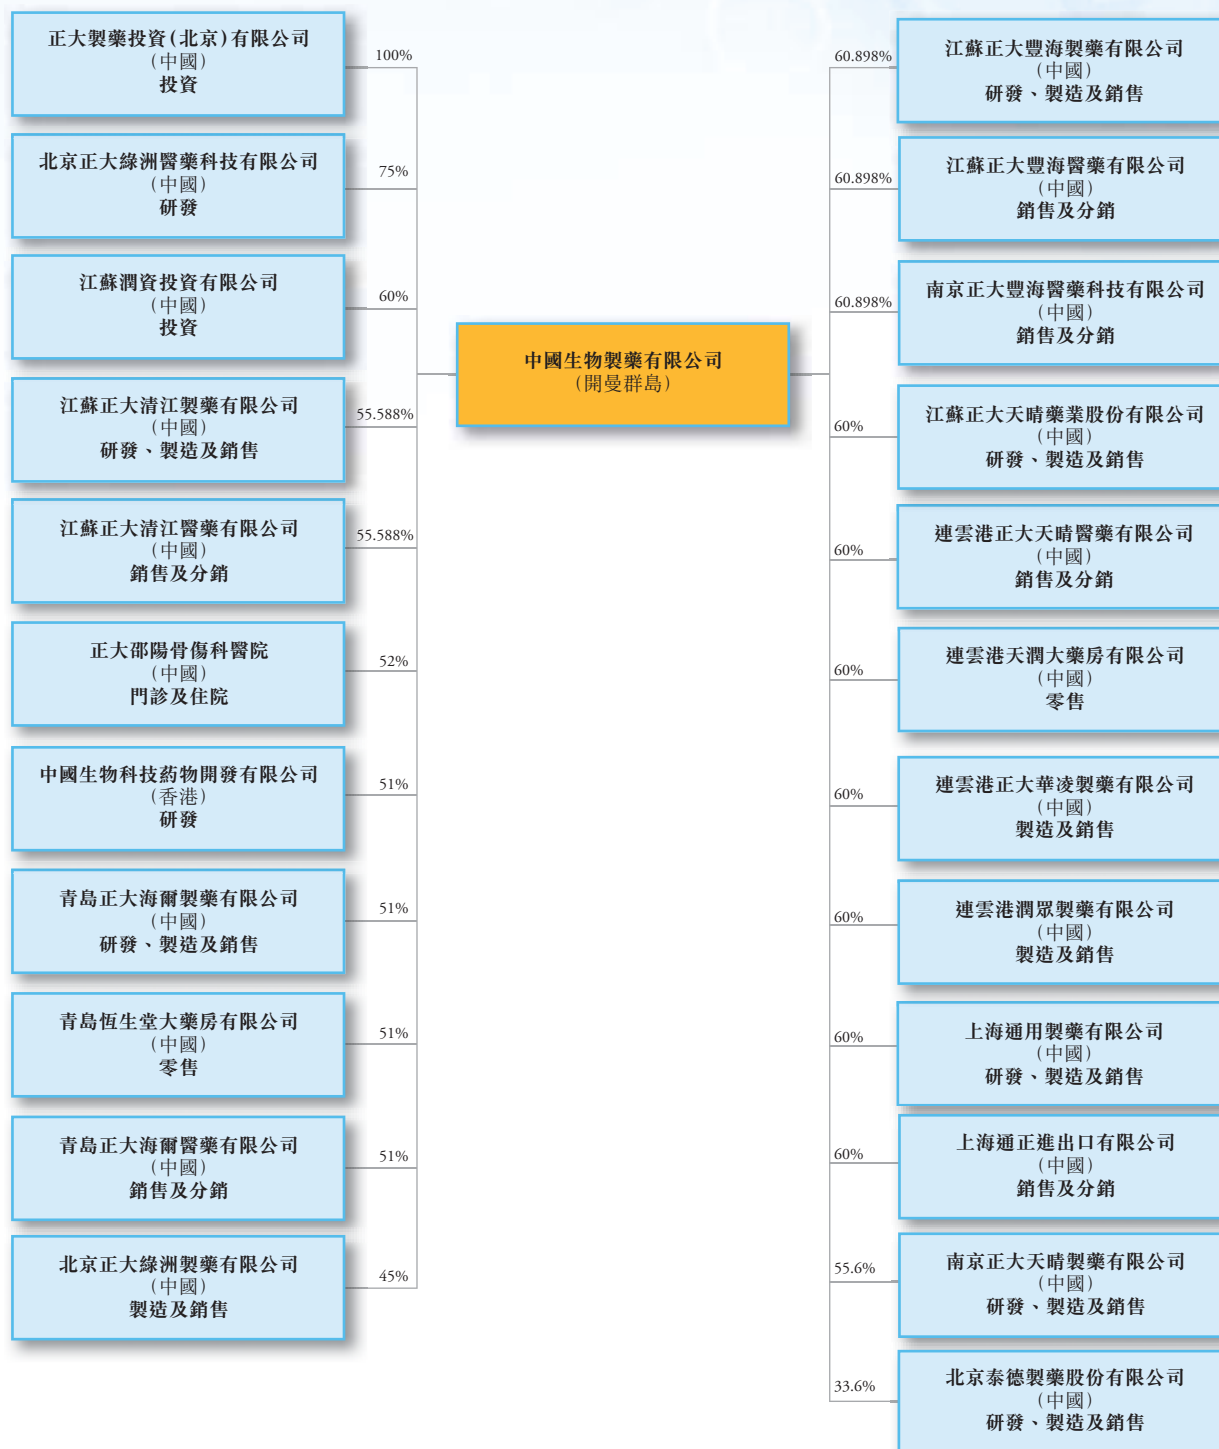 正大製藥投資(北京)有限公司
(中國)
投資
100%
北京正大綠洲醫藥科技有限公司
(中國)
研發
75%
江蘇潤資投資有限公司
(中國)
投資
60%
江蘇正大清江製藥有限公司
(中國)
研發、製造及銷售
55.588%
江蘇正大清江醫藥有限公司
(中國)
銷售及分銷
55.588%
正大邵陽骨傷科醫院
(中國)
門診及住院
52%
中國生物科技葯物開發有限公司
(香港)
研發
51%
青島正大海爾製藥有限公司
(中國)
研發、製造及銷售
51%
青島恆生堂大藥房有限公司
(中國)
零售
51%
青島正大海爾醫藥有限公司
(中國)
銷售及分銷
51%
北京正大綠洲製藥有限公司
(中國)
製造及銷售
45%
中國生物製藥有限公司
(開曼群島)
60.898%
江蘇正大豐海製藥有限公司
(中國)
研發、製造及銷售
60.898%
江蘇正大豐海醫藥有限公司
(中國)
銷售及分銷
60.898%
南京正大豐海醫藥科技有限公司
(中國)
銷售及分銷
60%
江蘇正大天晴藥業股份有限公司
(中國)
研發、製造及銷售
60%
連雲港正大天晴醫藥有限公司
(中國)
銷售及分銷
60%
連雲港天潤大藥房有限公司
(中國)
零售
60%
連雲港正大華凌製藥有限公司
(中國)
製造及銷售
60%
連雲港潤眾製藥有限公司
(中國)
製造及銷售
60%
上海通用製藥有限公司
(中國)
研發、製造及銷售
60%
上海通正進出口有限公司
(中國)
銷售及分銷
55.6%
南京正大天晴製藥有限公司
(中國)
研發、製造及銷售
33.6%
北京泰德製藥股份有限公司
(中國)
研發、製造及銷售